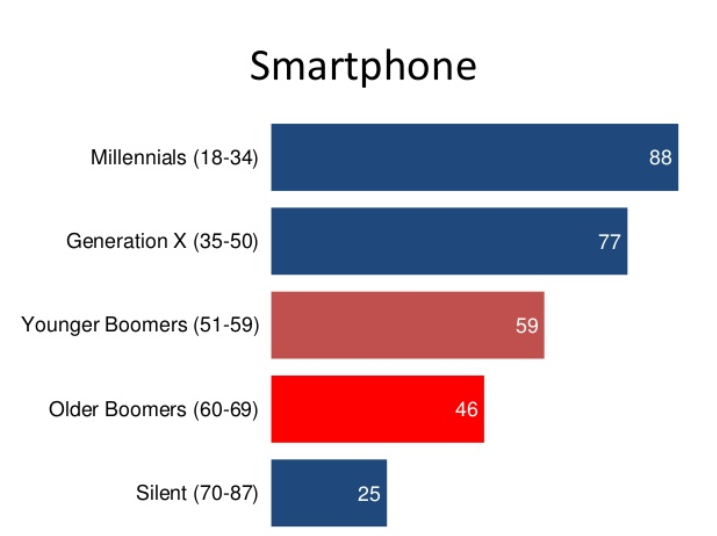 Smartphone
Millennials (18-34) 88
Generation X (35-50) 77
Younger Boomers (51-59) 59
Older Boomers (60-69) 46
Silent (70-87) 25